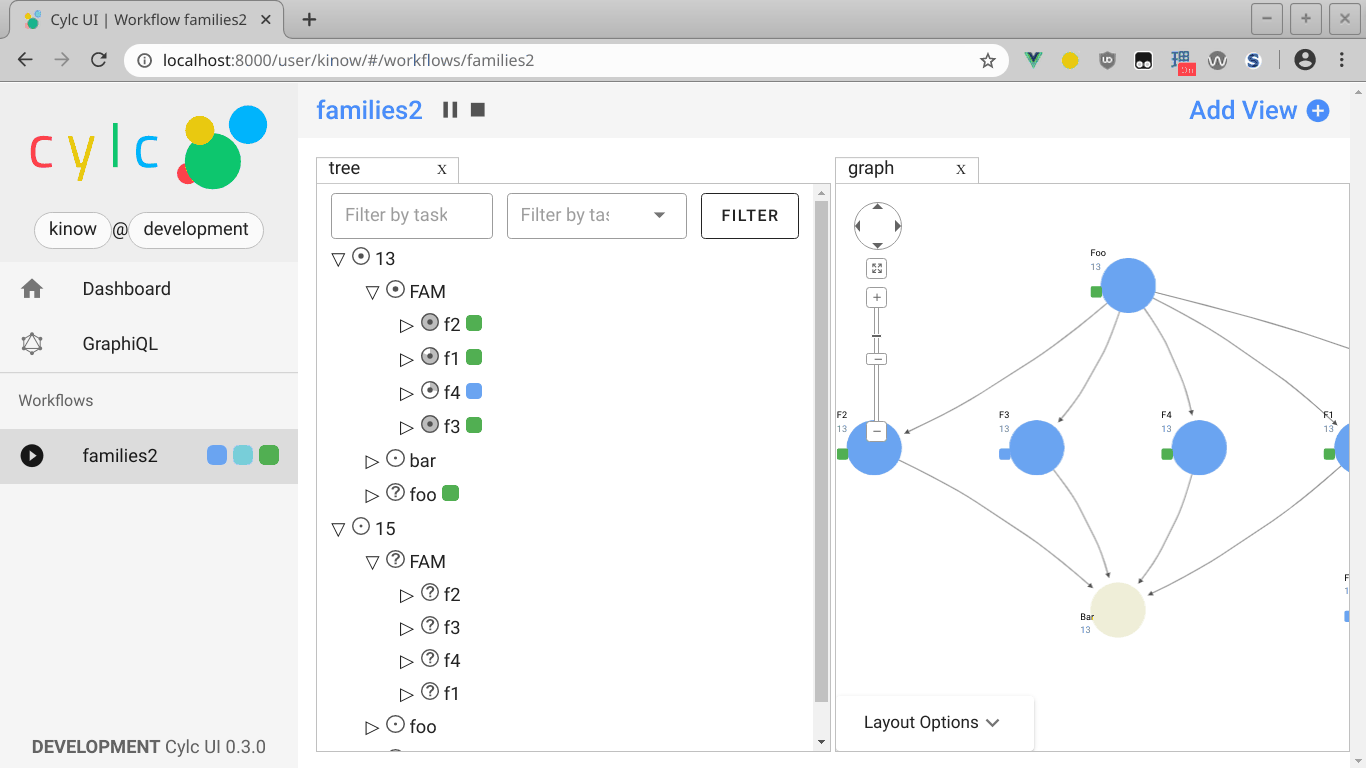 Cylc UI | Workflow families2
localhost:8000/user/kinow/#/workflows/families2
cylc
kinow @ development
Dashboard
GraphiQL
Workflows
families2
DEVELOPMENT Cylc UI 0.3.0
families2
Add View
tree x
Filter by task
Filter by tas
FILTER
13
FAM
f2
f1
f4
f3
bar
foo
15
FAM
f2
f3
f4
f1
foo
graph x
Foo
13
F2
13
F3
13
F4
13
F1
13
Bar
13
Layout Options